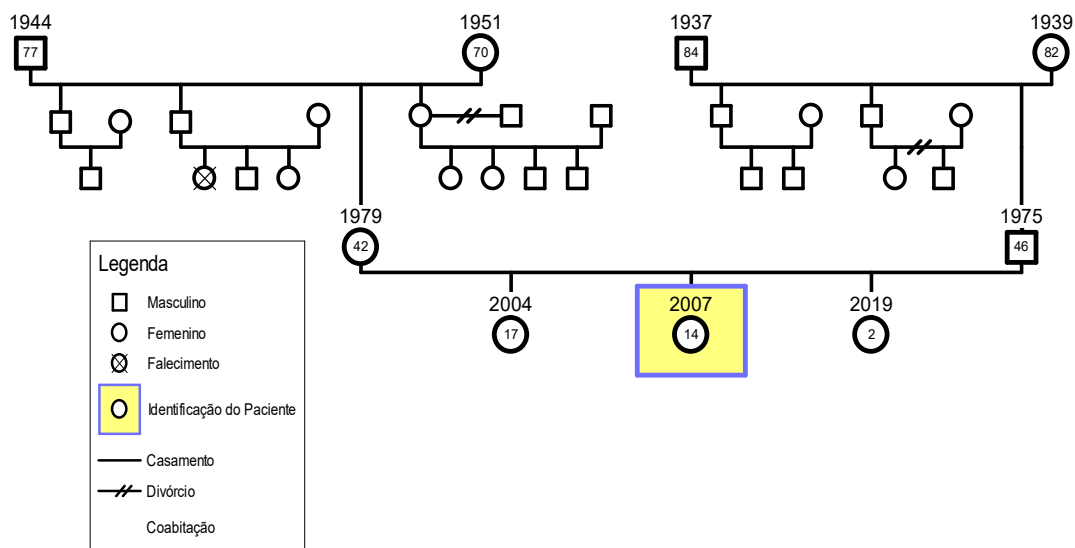 1944
1951
1937
1939
77
70
84
82
1979
1975
42
46
2004
2007
2019
17
14
2
Legenda
Masculino
Femenino
Falecimento
Identificação do Paciente
Casamento
Divórcio
Coabitação